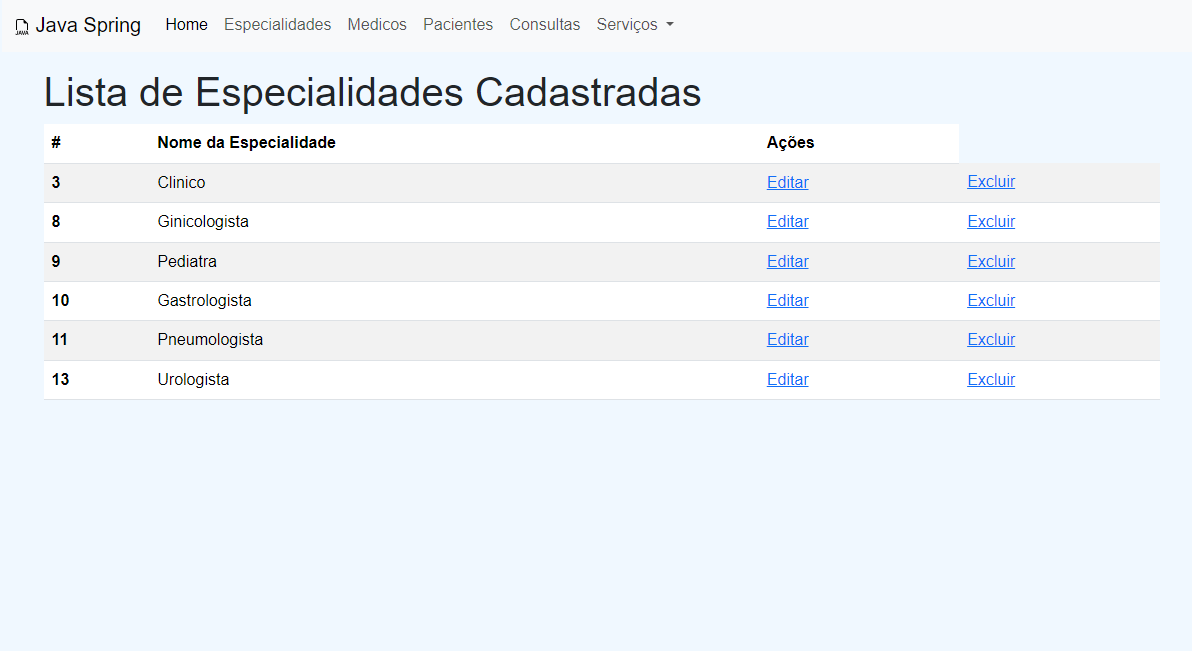 JAVA Java Spring Home Especialidades Medicos Pacientes Consultas Serviços
Lista de Especialidades Cadastradas
# Nome da Especialidade Ações
3 Clinico Editar Excluir
8 Ginicologista Editar Excluir
9 Pediatra Editar Excluir
10 Gastrologista Editar Excluir
11 Pneumologista Editar Excluir
13 Urologista Editar Excluir